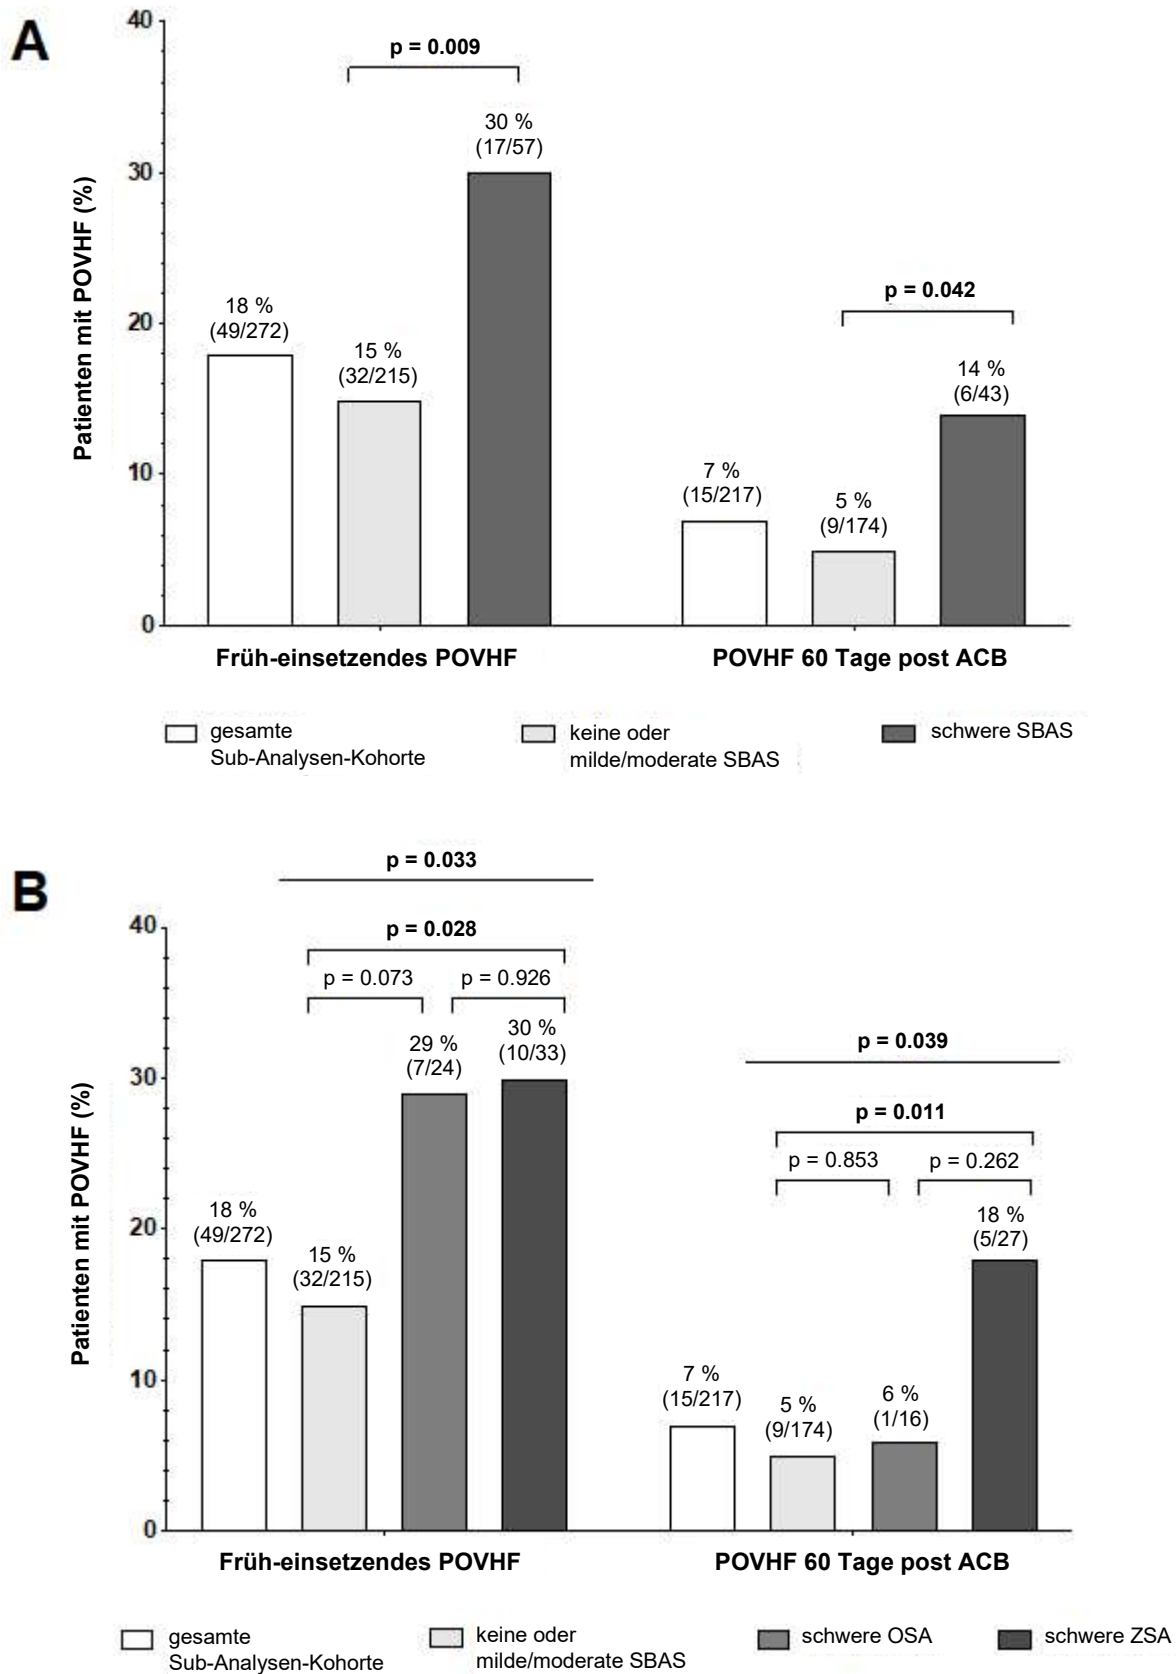 A
40
30
20
10
0
Patienten mit POVHF (%)
p = 0.009
30 %
(17/57)
18 %
(49/272)
15 %
(32/215)
p = 0.042
14 %
(6/43)
7 %
(15/217)
5 %
(9/174)
Früh-einsetzendes POVHF
POVHF 60 Tage post ACB
gesamte
Sub-Analysen-Kohorte
keine oder
milde/moderate SBAS
schwere SBAS
B
40
30
20
10
0
Patienten mit POVHF (%)
p = 0.033
p = 0.028
p = 0.073
p = 0.926
30 %
(10/33)
29 %
(7/24)
18 %
(49/272)
15 %
(32/215)
p = 0.039
p = 0.011
p = 0.853
p = 0.262
18 %
(5/27)
7 %
(15/217)
5 %
(9/174)
6 %
(1/16)
Früh-einsetzendes POVHF
POVHF 60 Tage post ACB
gesamte
Sub-Analysen-Kohorte
keine oder
milde/moderate SBAS
schwere OSA
schwere ZSA